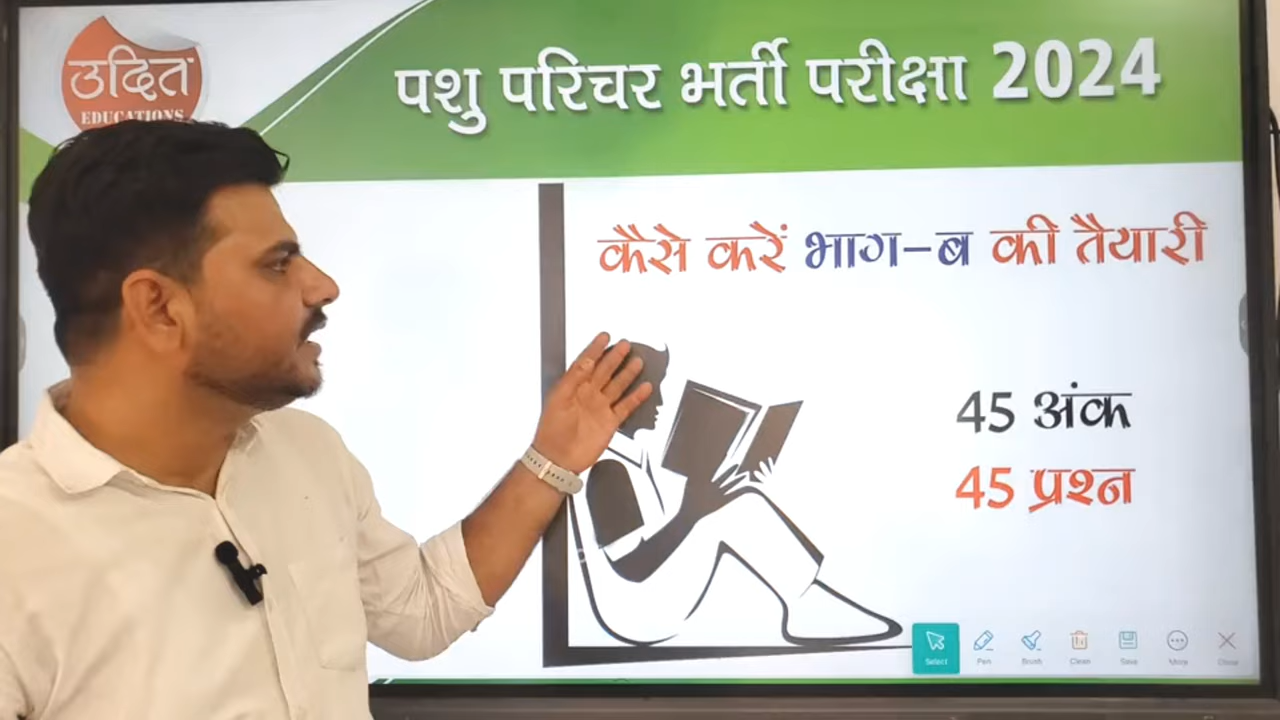 उदित
EDUCATIONS
पशु परिचर भर्ती परीक्षा 2024
कैसे करें भाग-ब की तैयारी
45 अंक
45 प्रश्न
Select Pen Brush Clean Save More Close